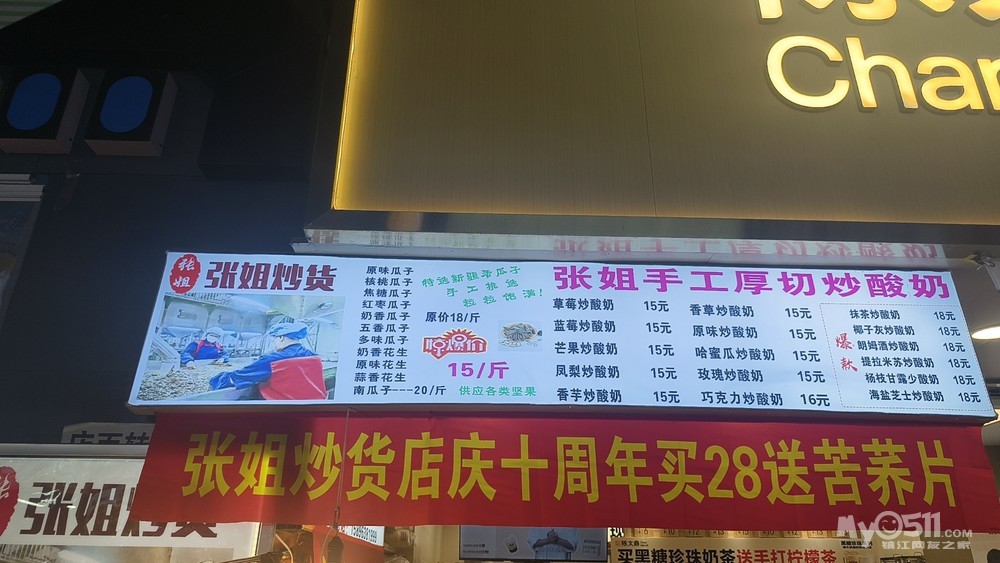 Char
张姐
张姐炒货
原味瓜子
核桃瓜子
焦糖瓜子
红枣瓜子
奶香瓜子
五香瓜子
多味瓜子
奶香花生
原味花生
蒜香花生
南瓜子---20/斤
特选新疆香瓜子
手工挑选
粒粒饱满!
原价18/斤
惊爆价
15/斤
供应各类坚果
张姐手工厚切炒酸奶
草莓炒酸奶 15元
蓝莓炒酸奶 15元
芒果炒酸奶 15元
凤梨炒酸奶 15元
香芋炒酸奶 15元
香草炒酸奶 15元
原味炒酸奶 15元
哈蜜瓜炒酸奶 15元
玫瑰炒酸奶 15元
巧克力炒酸奶 16元
爆款
抹茶炒酸奶 18元
椰子灰炒酸奶 18元
朗姆酒炒酸奶 18元
提拉米苏炒酸奶 18元
杨枝甘露少酸奶 18元
海盐芝士炒酸奶 18元
张姐炒货店庆十周年买28送苦荞片
张姐炒货
买黑糖珍珠奶茶送手打柠檬茶
My0511.COM
镇江网友之家